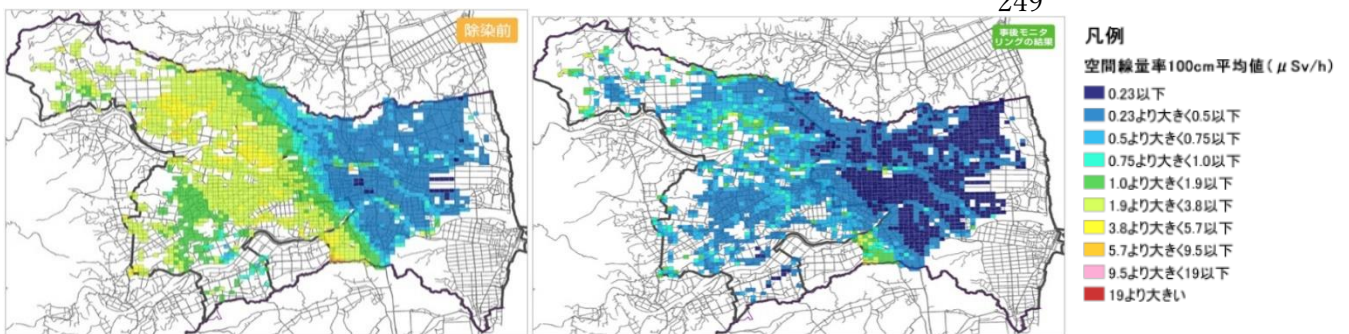 249
除染前
事後モニタ
リングの結果
凡例
空間線量率100cm平均値(μSv/h)
0.23以下
0.23より大きく0.5以下
0.5より大きく0.75以下
0.75より大きく1.0以下
1.0より大きく1.9以下
1.9より大きく3.8以下
3.8より大きく5.7以下
5.7より大きく9.5以下
9.5より大きく19以下
19より大きい